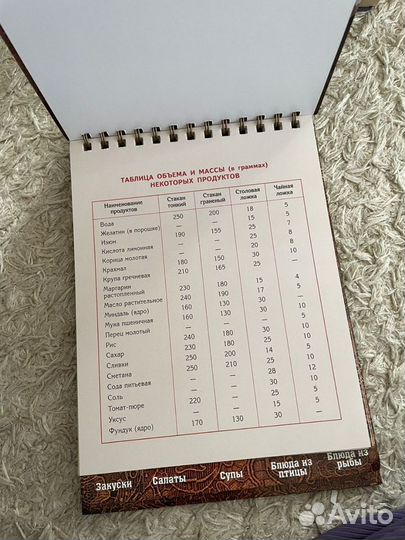 ТАБЛИЦА ОБЪЕМА И МАССЫ (в граммах)
НЕКОТОРЫХ ПРОДУКТОВ
Наименование продуктов Стакан тонкий Стакан граненый Столовая ложка Чайная ложка
Вода 250 200 18 5
Желатин (в порошке) — — 15 5
Изюм 190 155 25 7
Кислота лимонная — — 25 8
Корица молотая — — 20 8
Крахмал 180 150 30 10
Крупа гречневая 210 165 25 —
Маргарин
растопленный 230 180 15 4
Масло растительное 240 190 17 5
Миндаль (ядро) 160 130 30 —
Мука пшеничная 160 130 30 10
Перец молотый — — — 5
Рис 240 180 30 10
Сахар 230 180 25 10
Сливки 250 200 14 5
Сметана 250 210 25 10
Сода питьевая — — 28 12
Соль — — 30 10
Томат-пюре 220 — 25 5
Уксус — — 15 5
Фундук (ядро) 170 130 30 —
Закуски Салаты Супы Блюда из птицы Блюда из рыбы
Avito